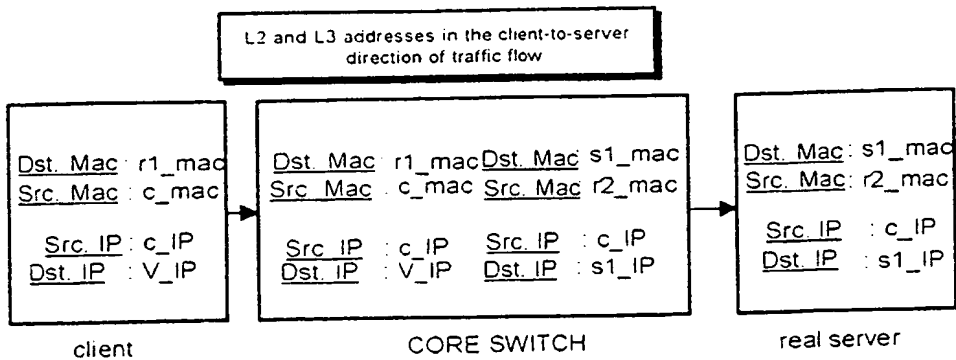 L2 and L3 addresses in the client-to-server
direction of traffic flow
Dst. Mac : r1_mac
Src. Mac : c_mac
Src. IP : c_IP
Dst. IP : V_IP
client
Dst. Mac : r1_mac
Src. Mac : c_mac
Src. IP : c_IP
Dst. IP : V_IP
Dst. Mac : s1_mac
Src. Mac r2_mac
Src. IP : c_IP
Dst. IP : s1_IP
CORE SWITCH
Dst. Mac : s1_mac
Src. Mac: r2_mac
Src. IP : c_IP
Dst. IP : s1_IP
real server